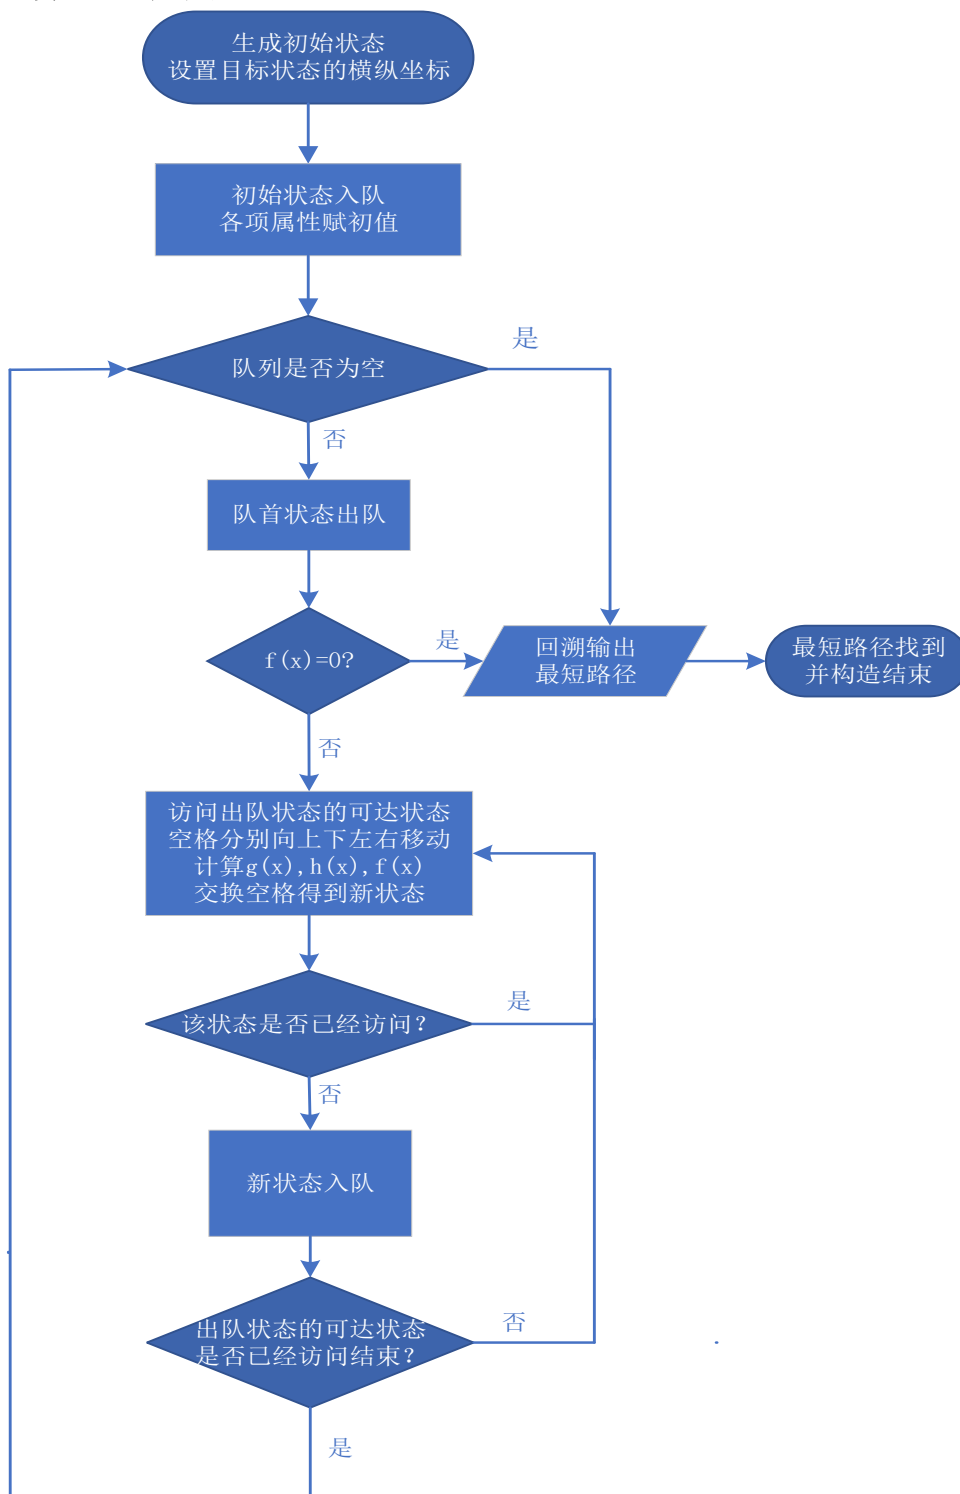 生成初始状态
设置目标状态的横纵坐标
初始状态入队
各项属性赋初值
队列是否为空
是
否
队首状态出队
f(x)=0?
是
回溯输出
最短路径
最短路径找到
并构造结束
否
访问出队状态的可达状态
空格分别向上下左右移动
计算g(x),h(x),f(x)
交换空格得到新状态
该状态是否已经访问？
是
否
新状态入队
出队状态的可达状态
是否已经访问结束？
否
是